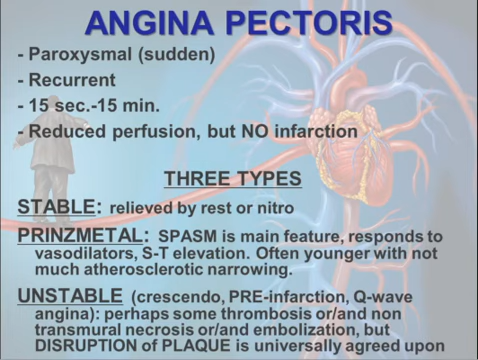 ANGINA PECTORIS
- Paroxysmal (sudden)
- Recurrent
- 15 sec.-15 min.
- Reduced perfusion, but NO infarction
THREE TYPES
STABLE: relieved by rest or nitro
PRINZMETAL: SPASM is main feature, responds to
vasodilators, S-T elevation. Often younger with not
much atherosclerotic narrowing.
UNSTABLE (crescendo, PRE-infarction, Q-wave
angina): perhaps some thrombosis or/and non
transmural necrosis or/and embolization, but
DISRUPTION of PLAQUE is universally agreed upon